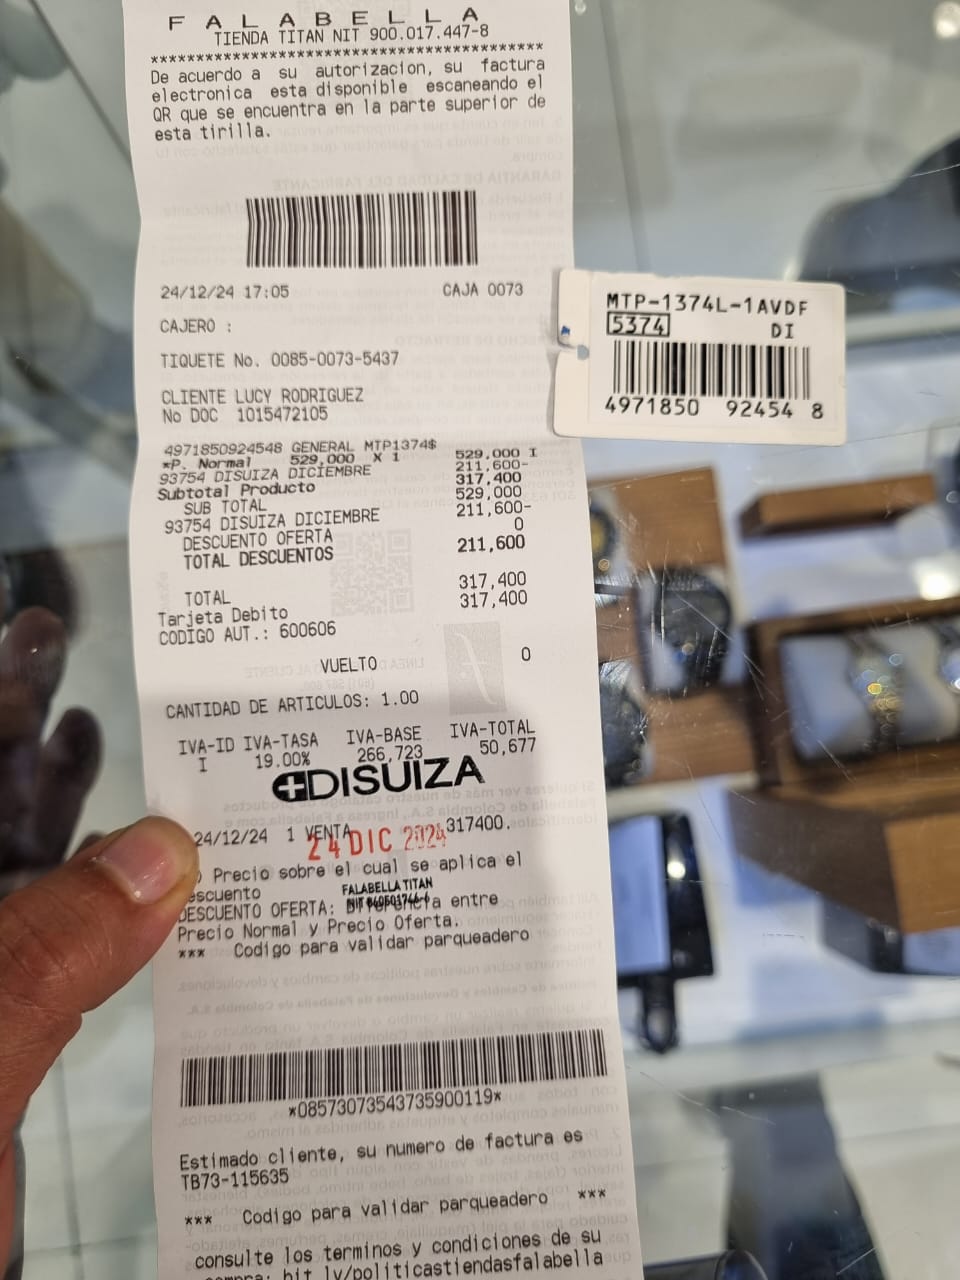 FALABELLA
TIENDA TITAN NIT 900.017.447-8
******************************************
De acuerdo a su autorizacion, su factura
electronica esta disponible escaneando el
QR que se encuentra en la parte superior de
esta tirilla.
24/12/24 17:05 CAJA 0073
CAJERO :
TIQUETE No. 0085-0073-5437
CLIENTE LUCY RODRIGUEZ
No DOC 1015472105
4971850924548 GENERAL MTP1374$ 529,000 I
*P. Normal 529,000 X 1
93754 DISUIZA DICIEMBRE 211,600-
Subtotal Producto 317,400
SUB TOTAL 529,000
93754 DISUIZA DICIEMBRE 211,600-
DESCUENTO OFERTA 0
TOTAL DESCUENTOS 211,600
TOTAL 317,400
Tarjeta Debito 317,400
CODIGO AUT.: 600606
VUELTO 0
CANTIDAD DE ARTICULOS: 1.00
IVA-ID IVA-TASA IVA-BASE IVA-TOTAL
I 19.00% 266,723 50,677
DISUIZA
24/12/24 1 VENTA 317400.
24 DIC 2024
) Precio sobre el cual se aplica el
escuento
FALABELLA TITAN
DESCUENTO OFERTA: entre
Precio Normal y Precio Oferta.
*** Codigo para validar parqueadero
*08573073543735900119*
Estimado cliente, su numero de factura es
TB73-115635
*** Codigo para validar parqueadero ***
consulte los terminos y condiciones de su
compra: bit.ly/politicastiendasfalabella
MTP-1374L-1AVDF
5374 DI
4971850 92454 8